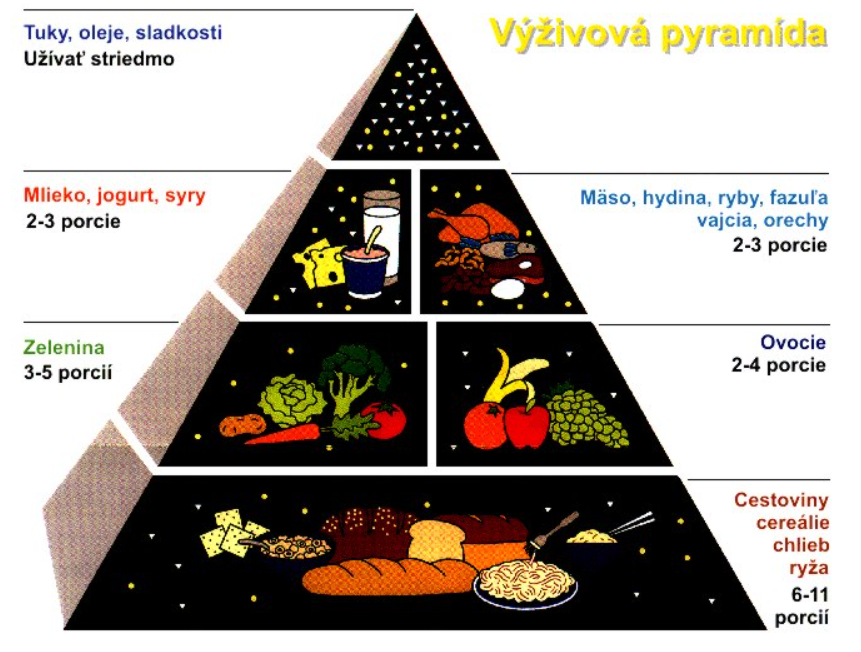 Výživová pyramída
Tuky, oleje, sladkosti
Užívať striedmo
Mlieko, jogurt, syry
2-3 porcie
Mäso, hydina, ryby, fazuľa
vajcia, orechy
2-3 porcie
Zelenina
3-5 porcií
Ovocie
2-4 porcie
Cestoviny
cereálie
chlieb
ryža
6-11
porcií